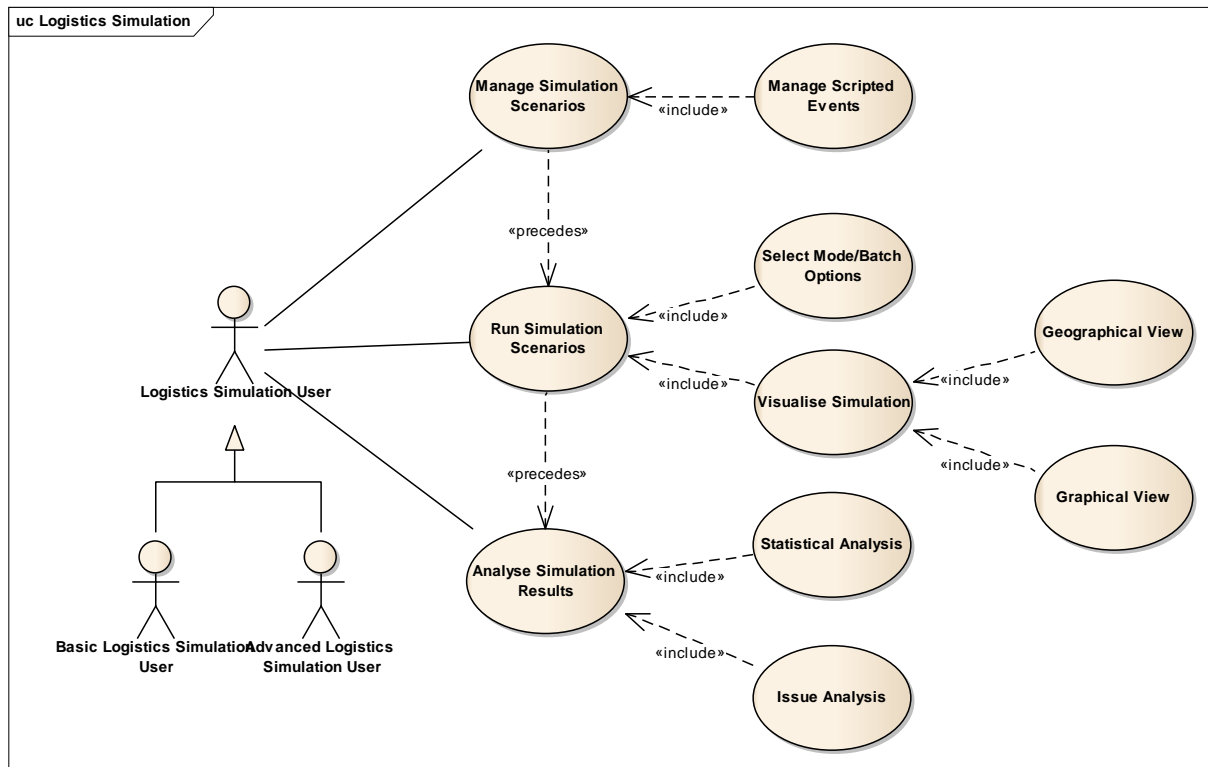 uc Logistics Simulation
Manage Simulation
Scenarios
«include»
Manage Scripted
Events
«precedes»
Select Mode/Batch
Options
«include»
Run Simulation
Scenarios
«include»
Visualise Simulation
Geographical View
«include»
«include»
Graphical View
Logistics Simulation User
«precedes»
Statistical Analysis
«include»
Analyse Simulation
Results
«include»
Issue Analysis
Basic Logistics Simulation
User
Advanced Logistics
Simulation User